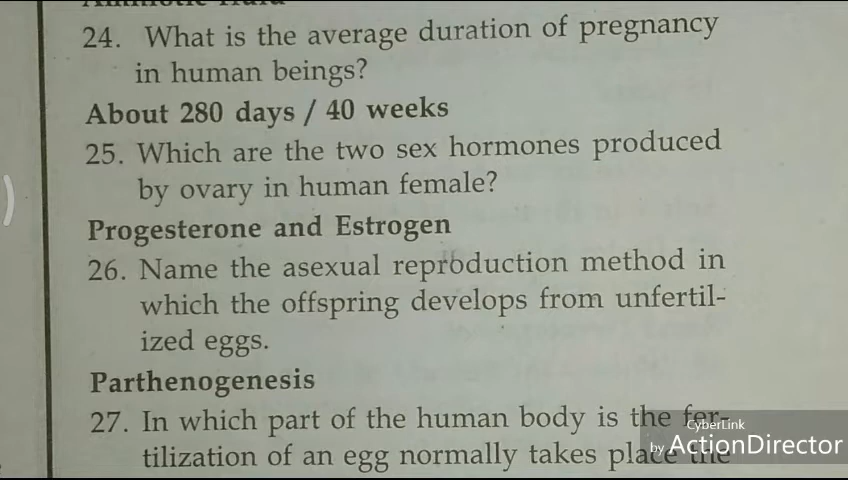 Amniotic Fluid
24. What is the average duration of pregnancy
in human beings?
About 280 days / 40 weeks
25. Which are the two sex hormones produced
by ovary in human female?
Progesterone and Estrogen
26. Name the asexual reproduction method in
which the offspring develops from unfertil-
ized eggs.
Parthenogenesis
27. In which part of the human body is the fer-
tilization of an egg normally takes place the
CyberLink
by ActionDirector